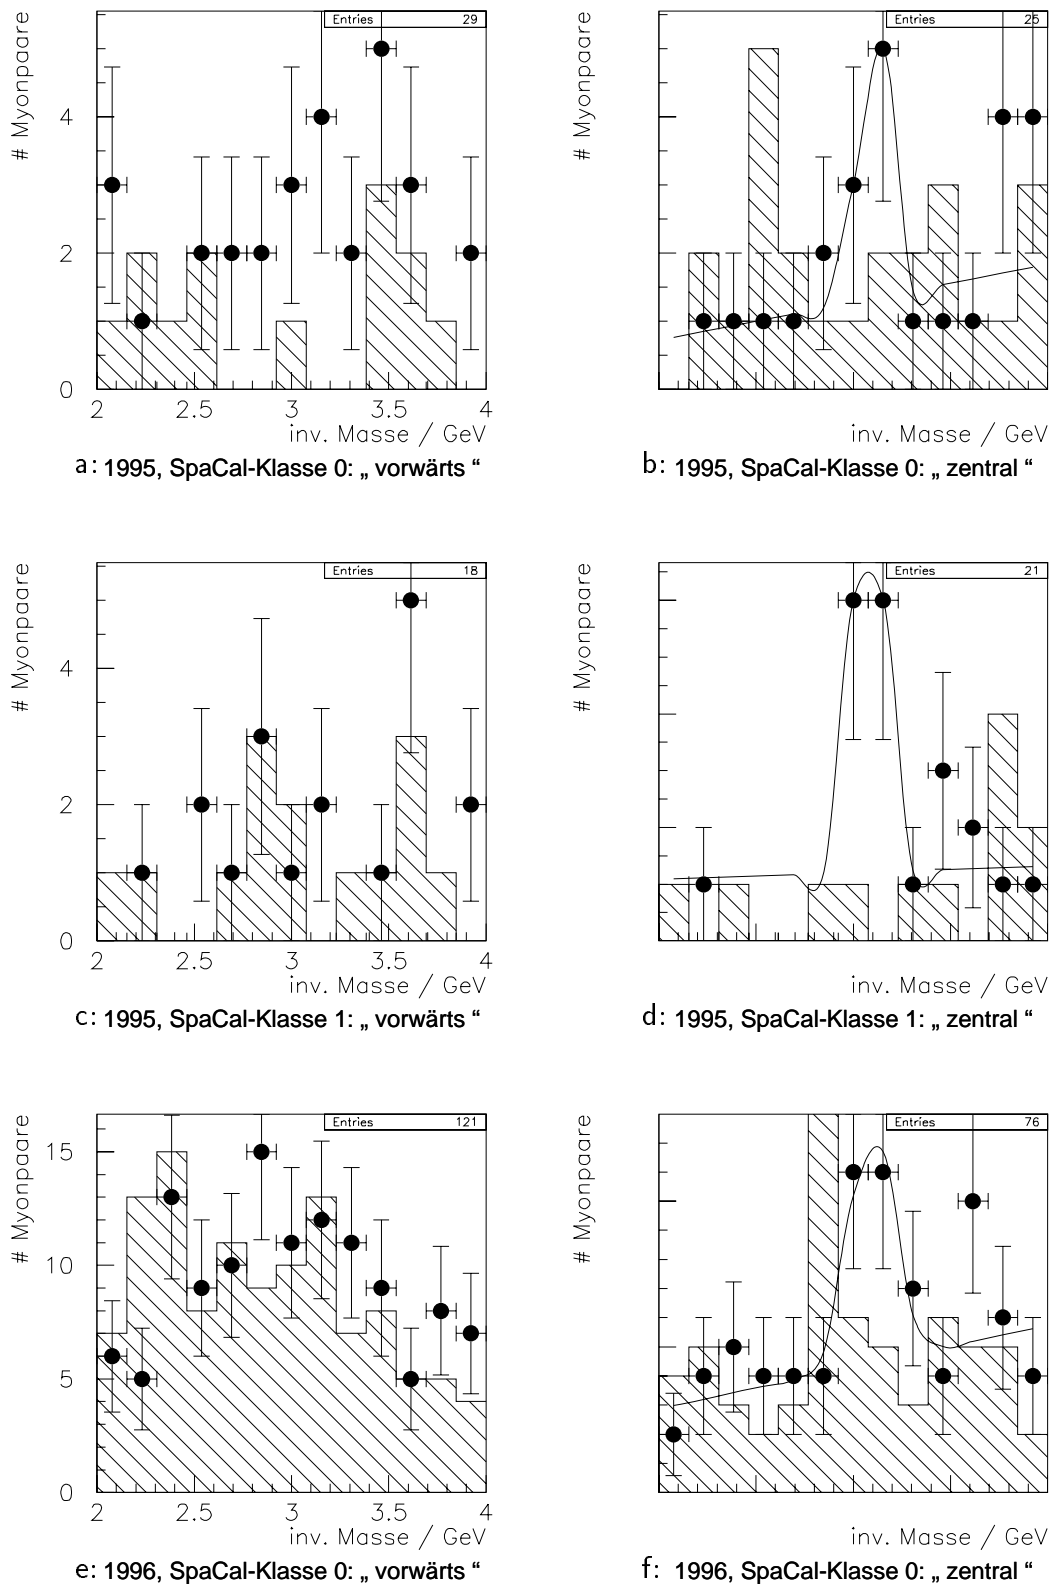 Entries 29
# Myonpaare
4
2
0
2 2.5 3 3.5 4
inv. Masse / GeV
a: 1995, SpaCal-Klasse 0: „ vorwärts “
Entries 25
# Myonpaare
inv. Masse / GeV
b: 1995, SpaCal-Klasse 0: „ zentral “
Entries 18
# Myonpaare
4
2
0
2 2.5 3 3.5 4
inv. Masse / GeV
c: 1995, SpaCal-Klasse 1: „ vorwärts “
Entries 21
# Myonpaare
inv. Masse / GeV
d: 1995, SpaCal-Klasse 1: „ zentral “
Entries 121
# Myonpaare
15
10
5
0
2 2.5 3 3.5 4
inv. Masse / GeV
e: 1996, SpaCal-Klasse 0: „ vorwärts “
Entries 76
# Myonpaare
inv. Masse / GeV
f: 1996, SpaCal-Klasse 0: „ zentral “